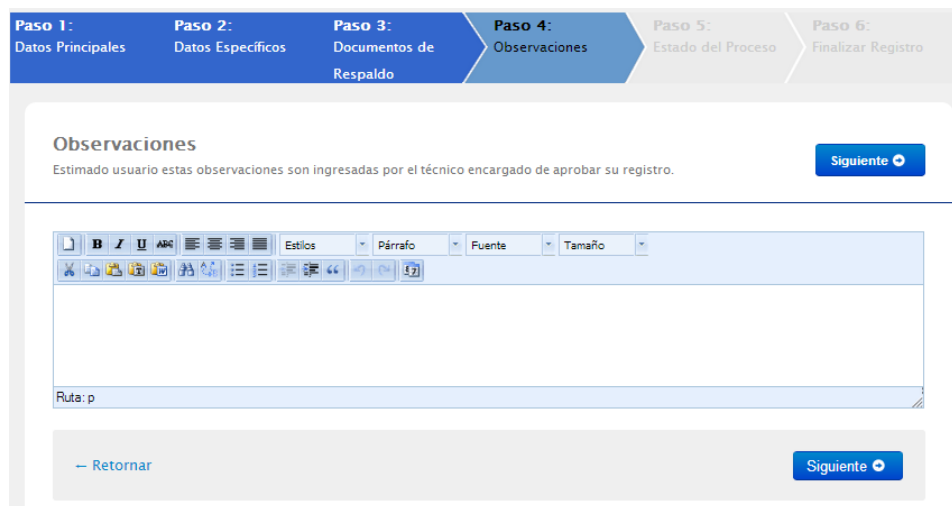 Paso 1:
Datos Principales
Paso 2:
Datos Específicos
Paso 3:
Documentos de
Respaldo
Paso 4:
Observaciones
Paso 5:
Estado del Proceso
Paso 6:
Finalizar Registro
Observaciones
Estimado usuario estas observaciones son ingresadas por el técnico encargado de aprobar su registro.
Siguiente
B I U ABC Estilos Párrafo Fuente Tamaño
Ruta: p
← Retornar
Siguiente